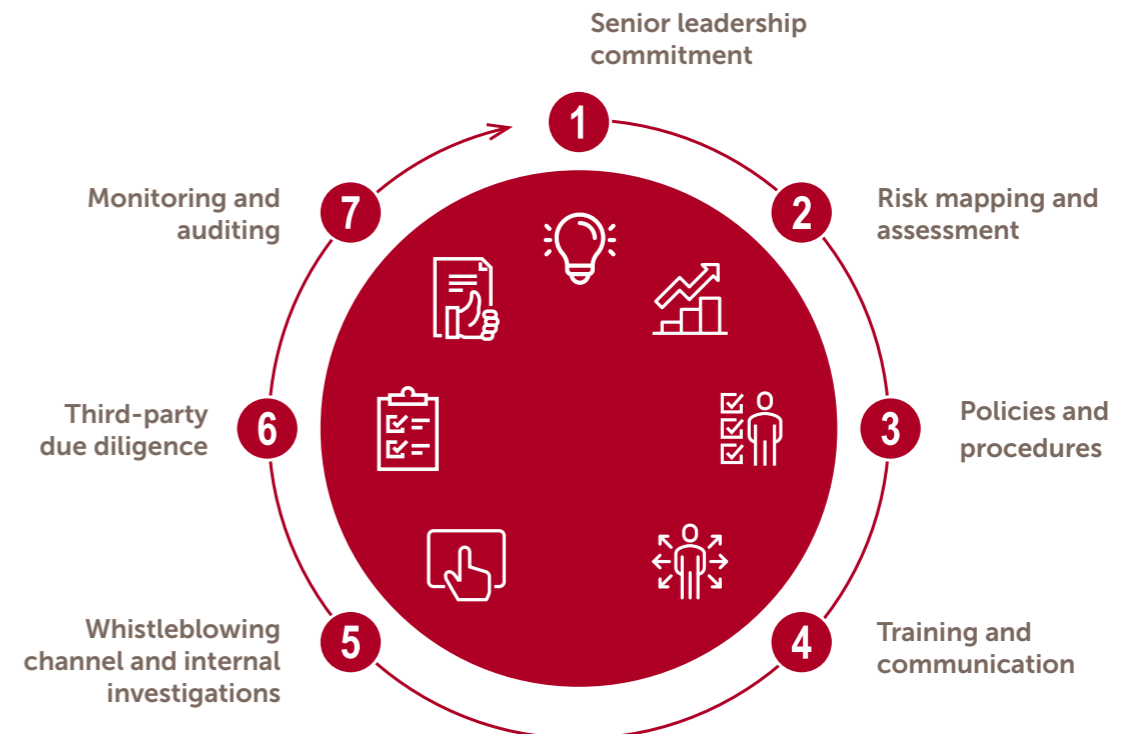 1
Senior leadership
commitment
2
Risk mapping and
assessment
3
Policies and
procedures
4
Training and
communication
5
Whistleblowing
channel and internal
investigations
6
Third-party
due diligence
7
Monitoring and
auditing